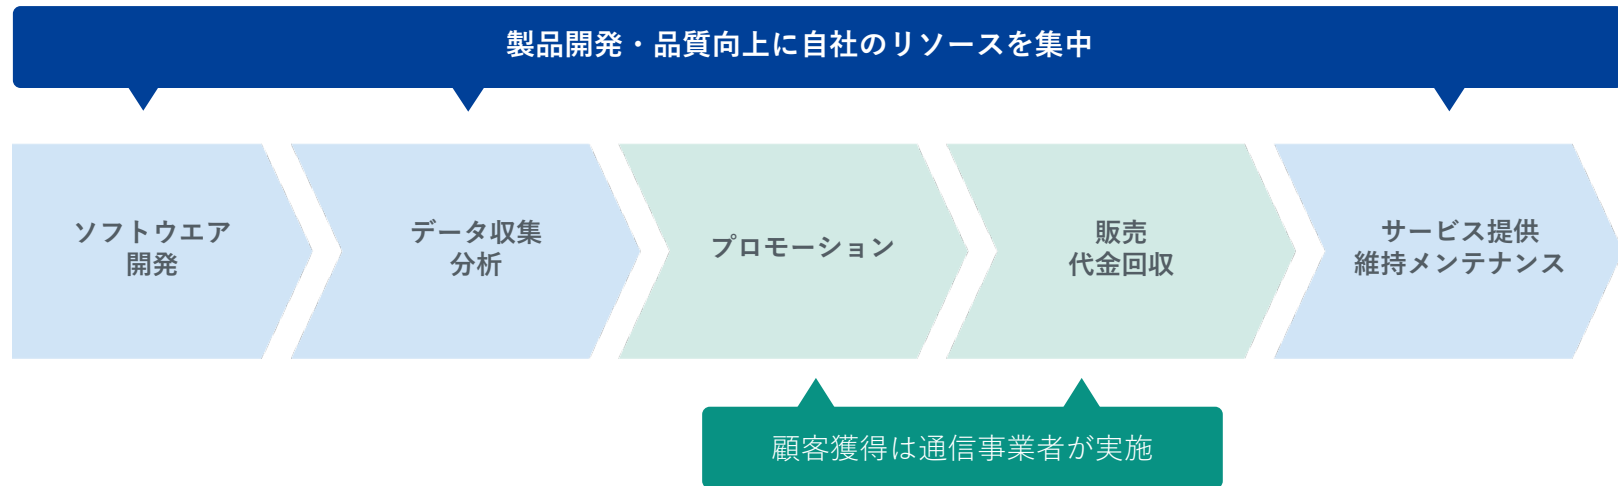 製品開発・品質向上に自社のリソースを集中
ソフトウエア
開発
データ収集
分析
プロモーション
販売
代金回収
サービス提供
維持メンテナンス
顧客獲得は通信事業者が実施